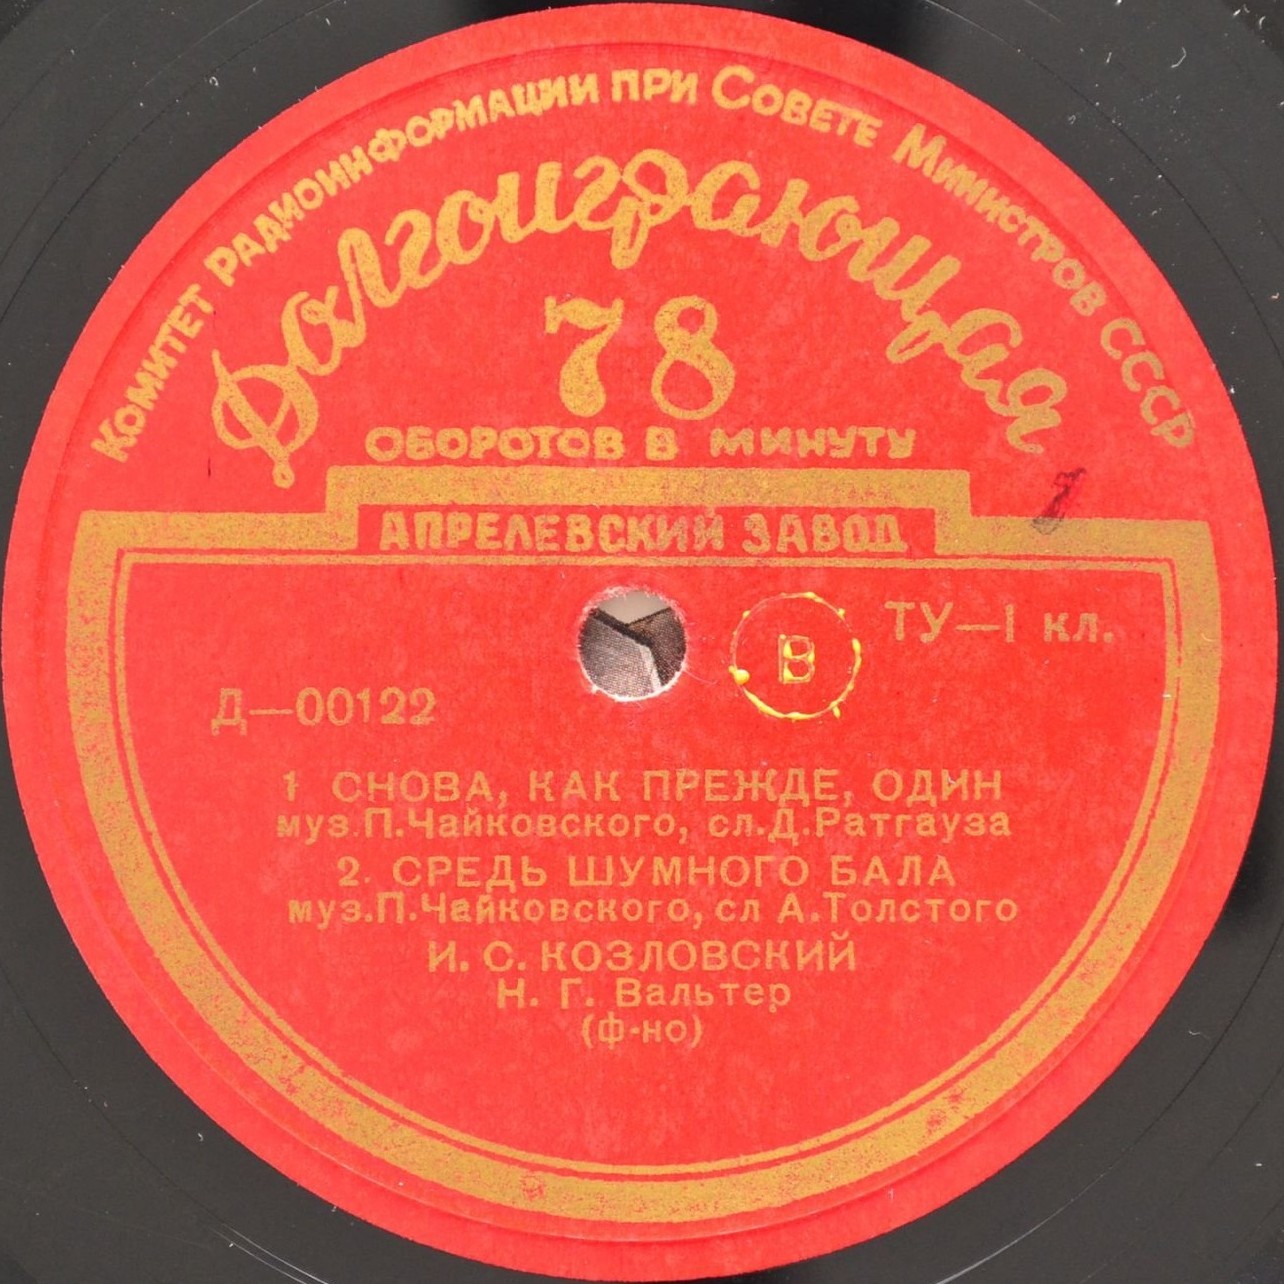 Комитет радиоинформации при Совете Министров СССР
Долгоиграющая
78
ОБОРОТОВ В МИНУТУ
АПРЕЛЕВСКИЙ ЗАВОД
В ТУ—I кл.
Д—00122
1 СНОВА, КАК ПРЕЖДЕ, ОДИН
муз.П.Чайковского, сл.Д.Ратгауза
2. СРЕДЬ ШУМНОГО БАЛА
муз.П.Чайковского, сл А.Толстого
И. С. КОЗЛОВСКИЙ
Н. Г. Вальтер
(ф-но)